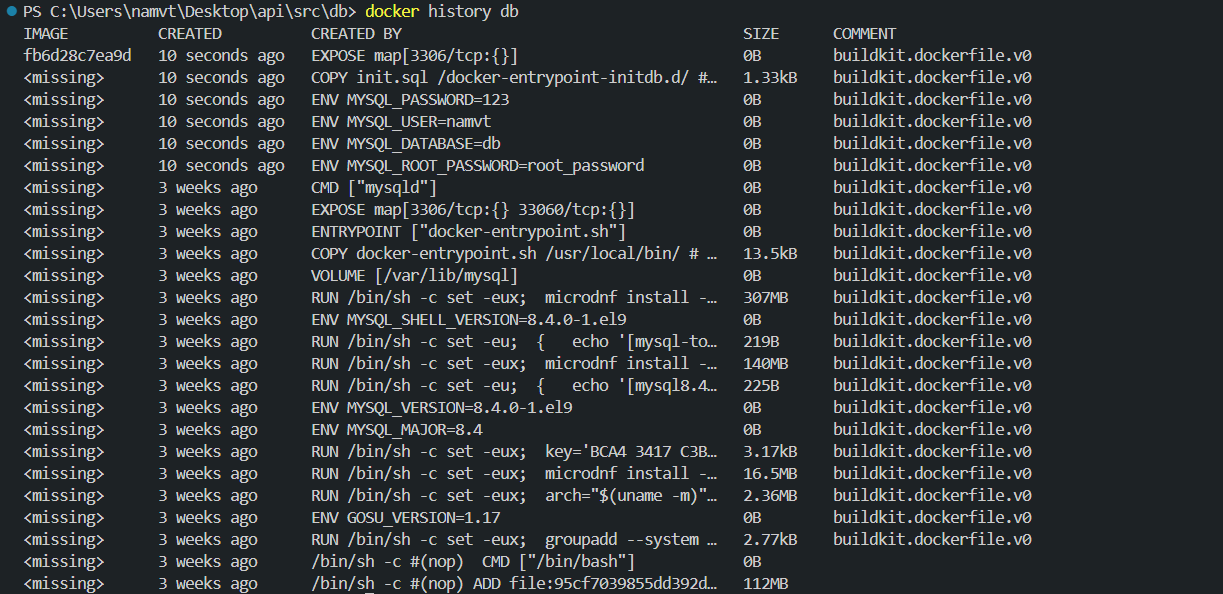 PS C:\Users\namvt\Desktop\api\src\db> docker history db
IMAGE CREATED CREATED BY SIZE COMMENT
fb6d28c7ea9d 10 seconds ago EXPOSE map[3306/tcp:{}] 0B buildkit.dockerfile.v0
<missing> 10 seconds ago COPY init.sql /docker-entrypoint-initdb.d/ #… 1.33kB buildkit.dockerfile.v0
<missing> 10 seconds ago ENV MYSQL_PASSWORD=123 0B buildkit.dockerfile.v0
<missing> 10 seconds ago ENV MYSQL_USER=namvt 0B buildkit.dockerfile.v0
<missing> 10 seconds ago ENV MYSQL_DATABASE=db 0B buildkit.dockerfile.v0
<missing> 10 seconds ago ENV MYSQL_ROOT_PASSWORD=root_password 0B buildkit.dockerfile.v0
<missing> 3 weeks ago CMD ["mysqld"] 0B buildkit.dockerfile.v0
<missing> 3 weeks ago EXPOSE map[3306/tcp:{} 33060/tcp:{}] 0B buildkit.dockerfile.v0
<missing> 3 weeks ago ENTRYPOINT ["docker-entrypoint.sh"] 0B buildkit.dockerfile.v0
<missing> 3 weeks ago COPY docker-entrypoint.sh /usr/local/bin/ # … 13.5kB buildkit.dockerfile.v0
<missing> 3 weeks ago VOLUME [/var/lib/mysql] 0B buildkit.dockerfile.v0
<missing> 3 weeks ago RUN /bin/sh -c set -eux; microdnf install -… 307MB buildkit.dockerfile.v0
<missing> 3 weeks ago ENV MYSQL_SHELL_VERSION=8.4.0-1.el9 0B buildkit.dockerfile.v0
<missing> 3 weeks ago RUN /bin/sh -c set -eu; { echo '[mysql-to… 219B buildkit.dockerfile.v0
<missing> 3 weeks ago RUN /bin/sh -c set -eux; microdnf install -… 140MB buildkit.dockerfile.v0
<missing> 3 weeks ago RUN /bin/sh -c set -eu; { echo '[mysql8.4… 225B buildkit.dockerfile.v0
<missing> 3 weeks ago ENV MYSQL_VERSION=8.4.0-1.el9 0B buildkit.dockerfile.v0
<missing> 3 weeks ago ENV MYSQL_MAJOR=8.4 0B buildkit.dockerfile.v0
<missing> 3 weeks ago RUN /bin/sh -c set -eux; key='BCA4 3417 C3B… 3.17kB buildkit.dockerfile.v0
<missing> 3 weeks ago RUN /bin/sh -c set -eux; microdnf install -… 16.5MB buildkit.dockerfile.v0
<missing> 3 weeks ago RUN /bin/sh -c set -eux; arch="$(uname -m)"… 2.36MB buildkit.dockerfile.v0
<missing> 3 weeks ago ENV GOSU_VERSION=1.17 0B buildkit.dockerfile.v0
<missing> 3 weeks ago RUN /bin/sh -c set -eux; groupadd --system … 2.77kB buildkit.dockerfile.v0
<missing> 3 weeks ago /bin/sh -c #(nop) CMD ["/bin/bash"] 0B
<missing> 3 weeks ago /bin/sh -c #(nop) ADD file:95cf7039855dd392d… 112MB